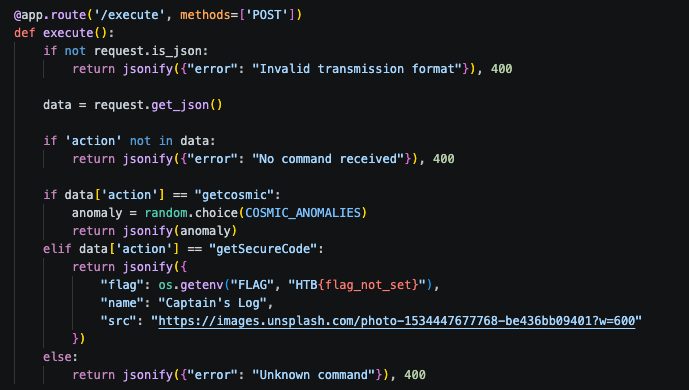 @app.route('/execute', methods=['POST'])
def execute():
    if not request.is_json:
        return jsonify({"error": "Invalid transmission format"}), 400

    data = request.get_json()

    if 'action' not in data:
        return jsonify({"error": "No command received"}), 400

    if data['action'] == "getcosmic":
        anomaly = random.choice(COSMIC_ANOMALIES)
        return jsonify(anomaly)
    elif data['action'] == "getSecureCode":
        return jsonify({
            "flag": os.getenv("FLAG", "HTB{flag_not_set}"),
            "name": "Captain's Log",
            "src": "https://images.unsplash.com/photo-1534447677768-be436bb09401?w=600"
        })
    else:
        return jsonify({"error": "Unknown command"}), 400